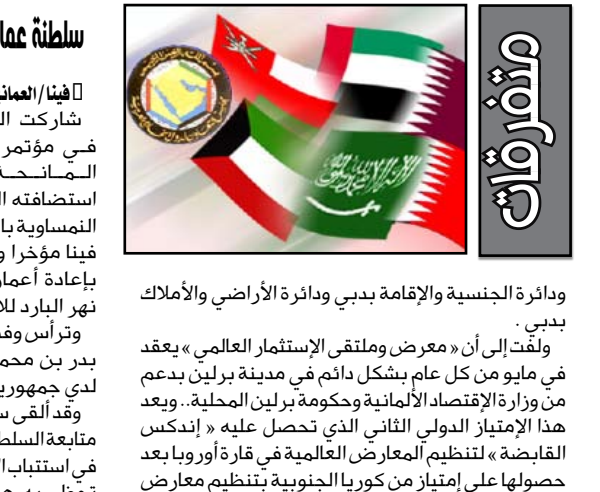 متفرقات
ودائرة الجنسية والإقامة بدبي ودائرة الأراضي والأملاك
بدبي .
ولفت إلى أن « معرض وملتقى الإستثمار العالمي » يعقد
في مايو من كل عام بشكل دائم في مدينة برلين بدعم
من وزارة الإقتصاد الألمانية وحكومة برلين المحلية.. ويعد
هذا الإمتياز الدولي الثاني الذي تحصل عليه « إندكس
القابضة » لتنظيم المعارض العالمية في قارة أوروبا بعد
حصولها على إمتياز من كوريا الجنوبية بتنظيم معارض
سلطنة عما
فينا/العماني
شاركت ال
في مؤتمر
المانحة
استضافته ال
النمساوية با
فينا مؤخرا و
بإعادة أعمار
نهر البارد للا
وترأس وفد
بدر بن محم
لدي جمهوري
وقد ألقى س
متابعة السلط
في استتباب ال